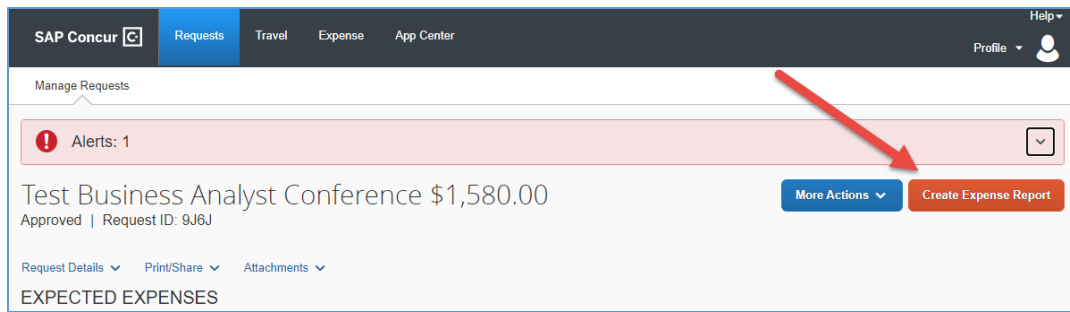 Help
SAP Concur C Requests Travel Expense App Center
Profile
Manage Requests
! Alerts: 1
Test Business Analyst Conference $1,580.00
More Actions Create Expense Report
Approved | Request ID: 9J6J
Request Details Print/Share Attachments
EXPECTED EXPENSES